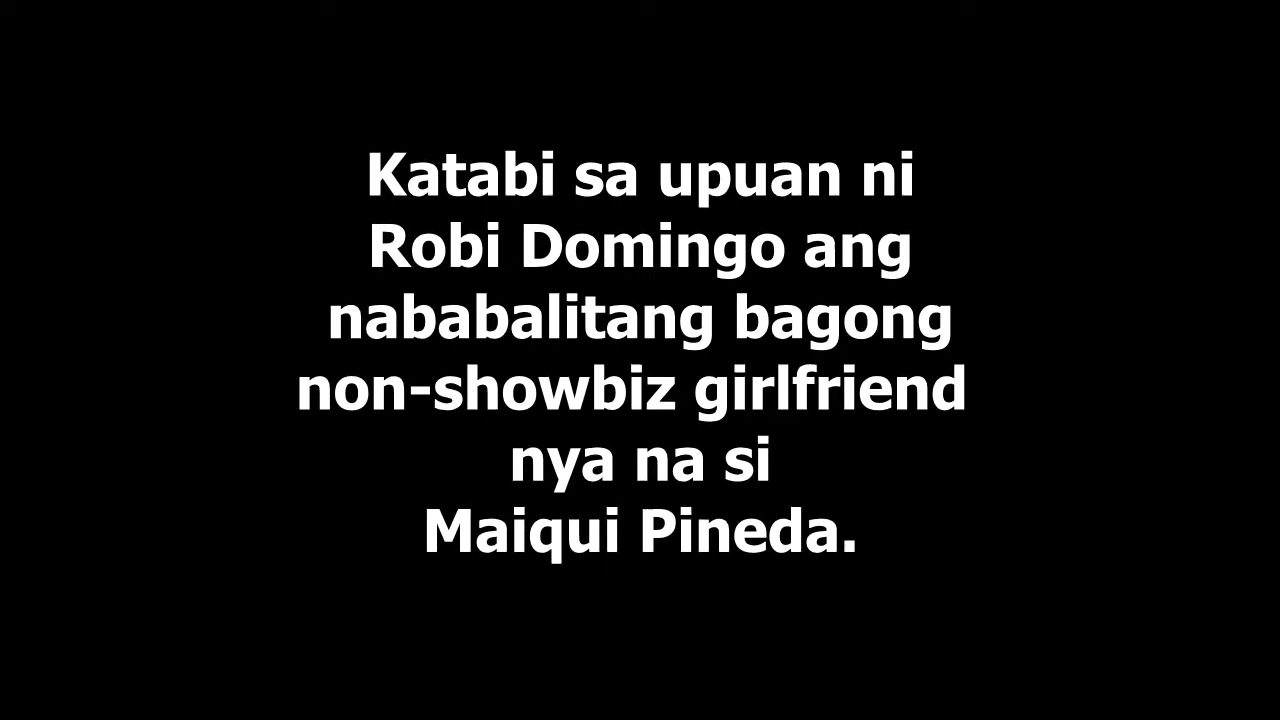 Katabi sa upuan ni
Robi Domingo ang
nababalitang bagong
non-showbiz girlfriend
nya na si
Maiqui Pineda.